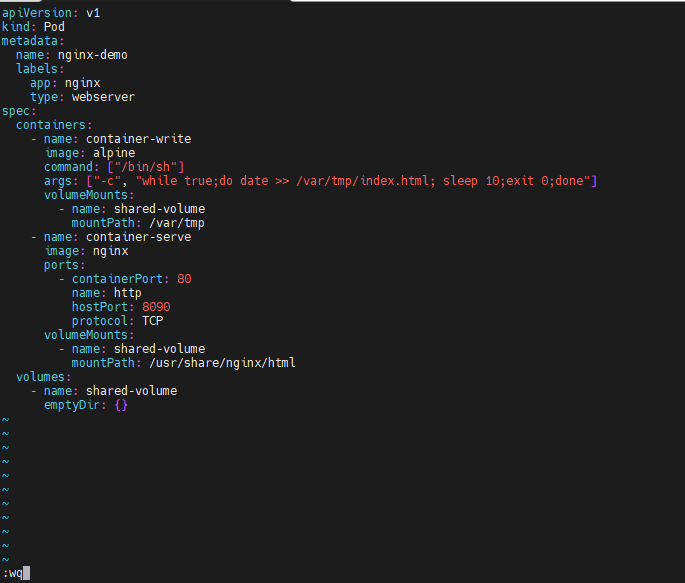 apiVersion: v1
kind: Pod
metadata:
  name: nginx-demo
  labels:
    app: nginx
    type: webserver
spec:
  containers:
    - name: container-write
      image: alpine
      command: ["/bin/sh"]
      args: ["-c", "while true;do date >> /var/tmp/index.html; sleep 10;exit 0;done"]
      volumeMounts:
        - name: shared-volume
          mountPath: /var/tmp
    - name: container-serve
      image: nginx
      ports:
        - containerPort: 80
          name: http
          hostPort: 8090
          protocol: TCP
      volumeMounts:
        - name: shared-volume
          mountPath: /usr/share/nginx/html
  volumes:
    - name: shared-volume
      emptyDir: {}
~
~
~
~
~
~
~
~
~
~
~
:wq